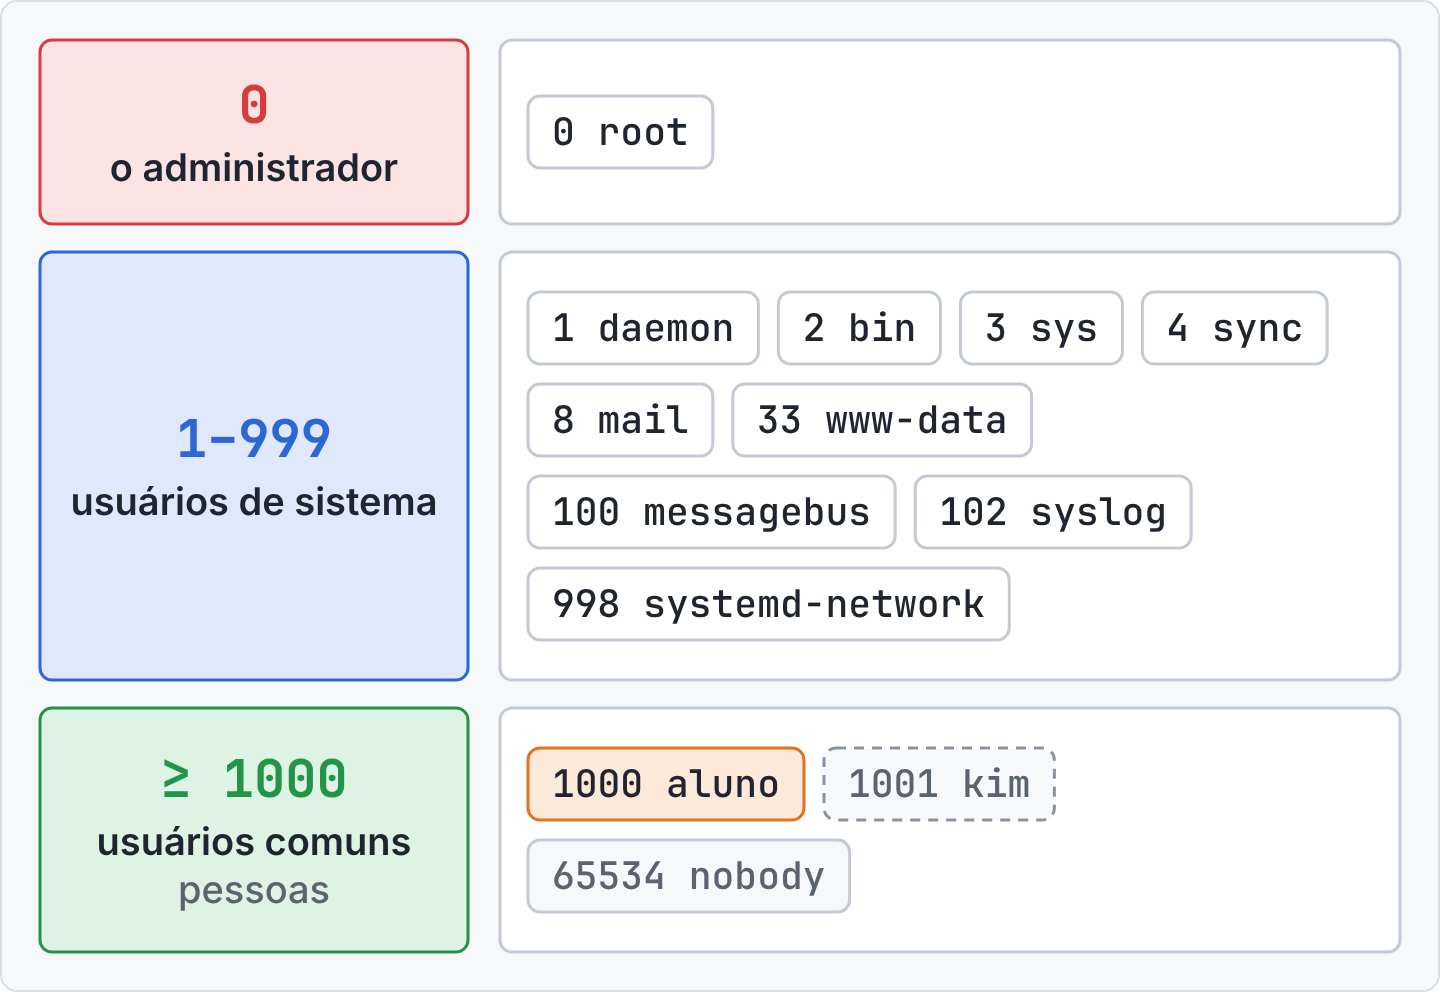 0
o administrador
0 root
1–999
usuários de sistema
1 daemon
2 bin
3 sys
4 sync
8 mail
33 www-data
100 messagebus
102 syslog
998 systemd-network
≥ 1000
usuários comuns
pessoas
1000 aluno
1001 kim
65534 nobody